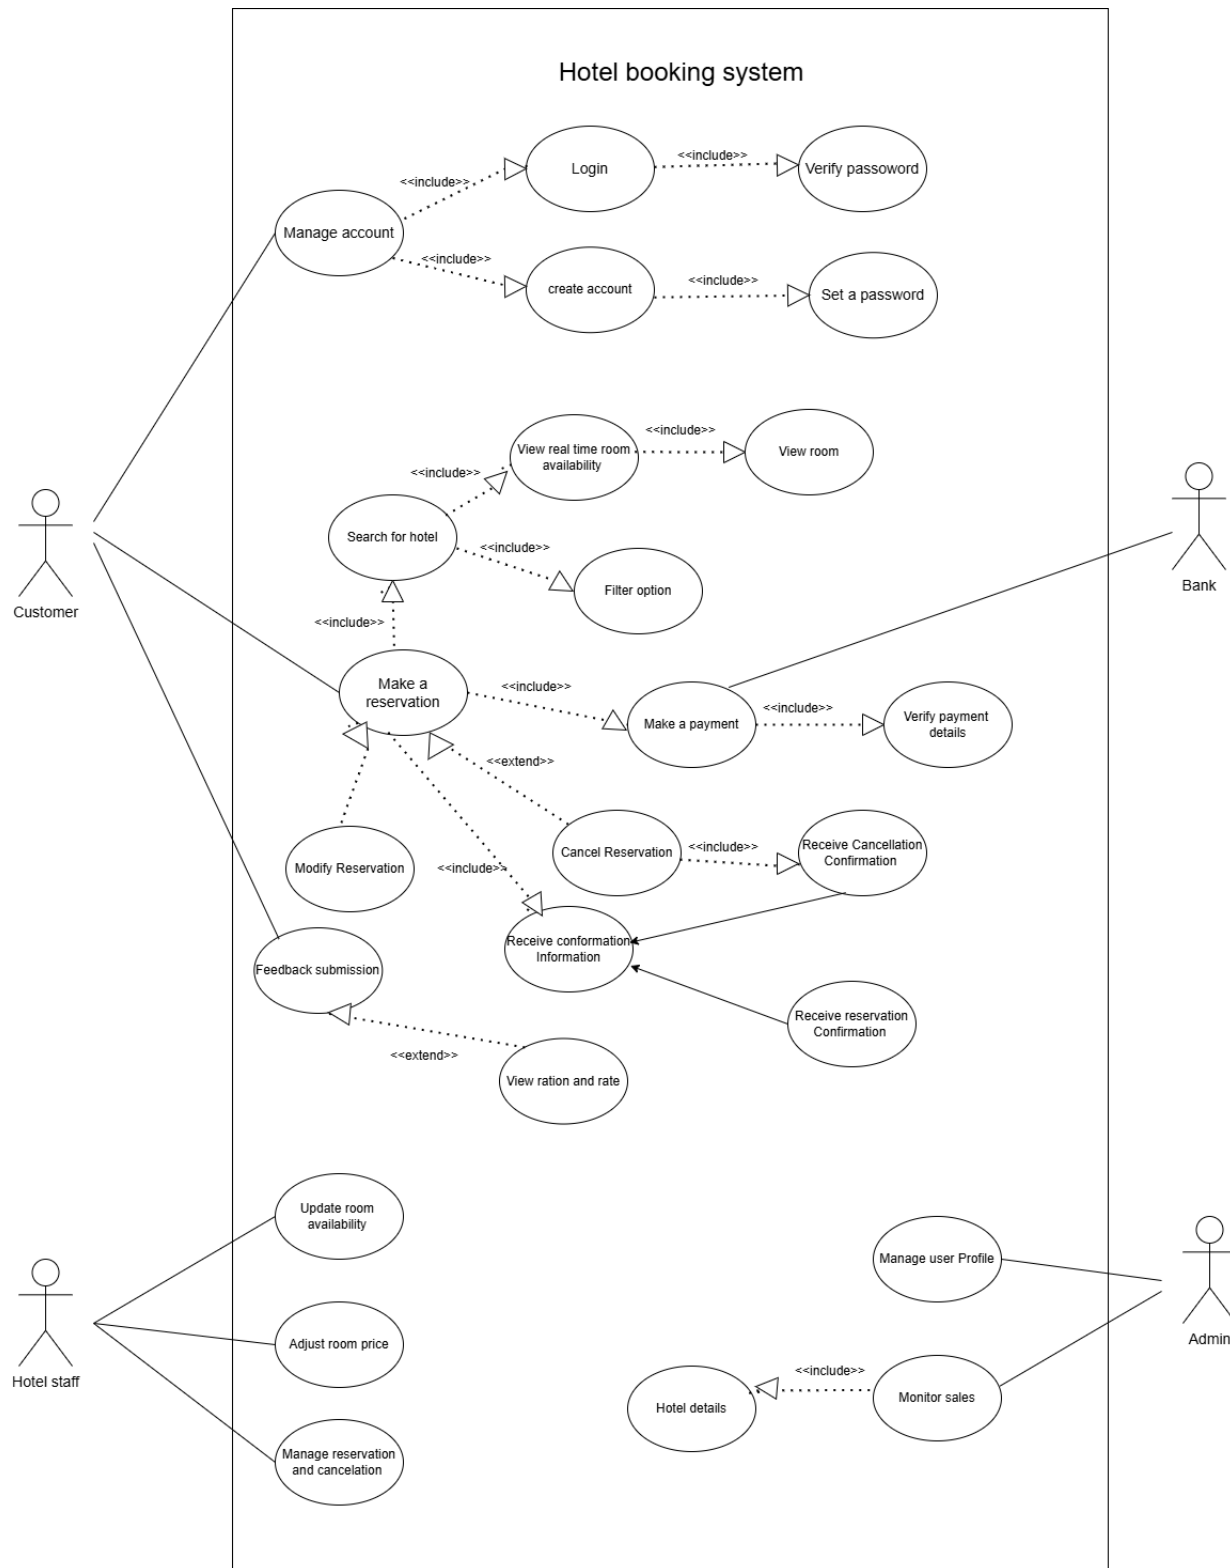 Hotel booking system
Login
<<include>>
Verify passoword
<<include>>
Manage account
<<include>>
create account
<<include>>
Set a password
View real time room
availability
<<include>>
View room
<<include>>
Search for hotel
<<include>>
Filter option
Customer
Bank
<<include>>
Make a
reservation
<<include>>
Make a payment
<<include>>
Verify payment
details
<<extend>>
Modify Reservation
Cancel Reservation
<<include>>
Receive Cancellation
Confirmation
<<include>>
Receive conformation
Information
Feedback submission
Receive reservation
Confirmation
<<extend>>
View ration and rate
Update room
availability
Manage user Profile
Adjust room price
Admin
Hotel staff
<<include>>
Hotel details
Monitor sales
Manage reservation
and cancelation